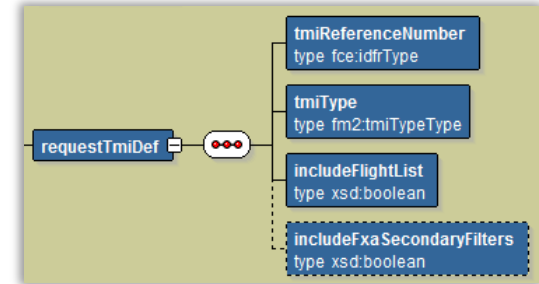 tmiReferenceNumber
type fce:idfrType
tmiType
type fm2:tmiTypeType
requestTmiDef
includeFlightList
type xsd:boolean
includeFxaSecondaryFilters
type xsd:boolean